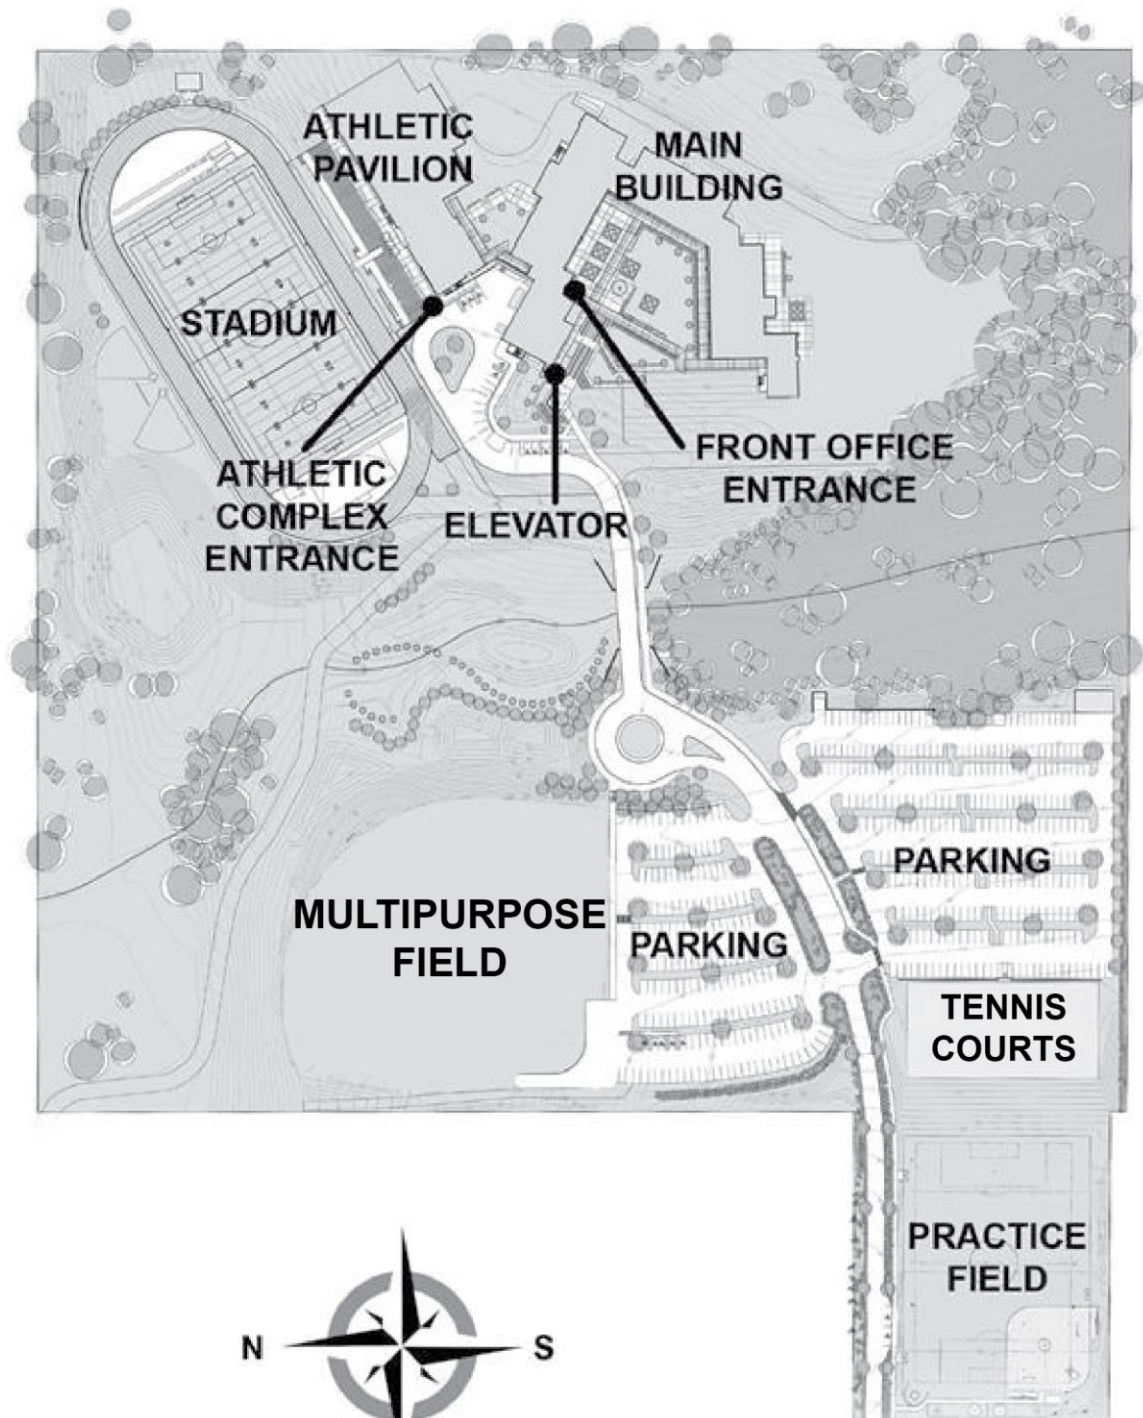 ATHLETIC
PAVILION
MAIN
BUILDING
STADIUM
ATHLETIC
COMPLEX
ENTRANCE
ELEVATOR
FRONT OFFICE
ENTRANCE
MULTIPURPOSE
FIELD
PARKING
PARKING
TENNIS
COURTS
PRACTICE
FIELD
N
S